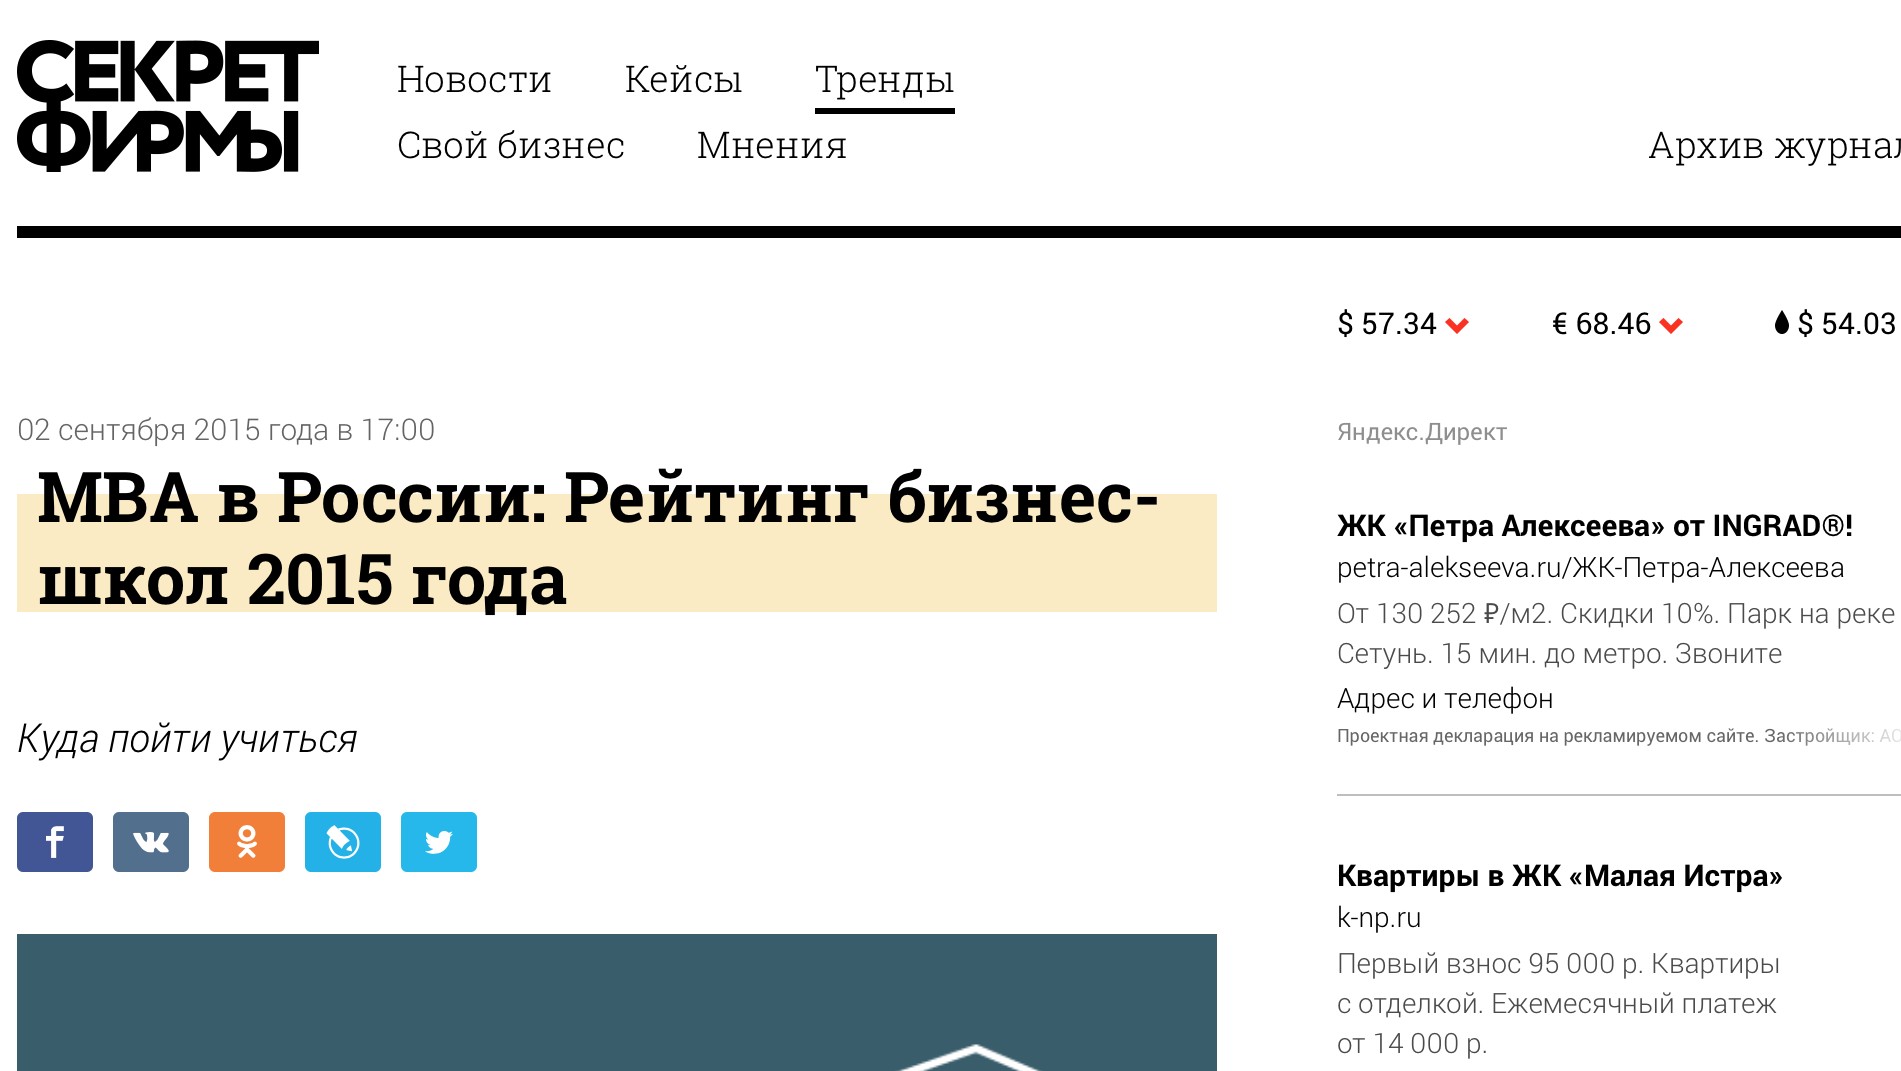 СЕКРЕТ
ФИРМЫ
Новости Кейсы Тренды
Свой бизнес Мнения
Архив журнал
$ 57.34 € 68.46 $ 54.03
02 сентября 2015 года в 17:00
МВА в России: Рейтинг бизнес-
школ 2015 года
Куда пойти учиться
Яндекс.Директ
ЖК «Петра Алексеева» от INGRAD®!
petra-alekseeva.ru/ЖК-Петра-Алексеева
От 130 252 ₽/м2. Скидки 10%. Парк на реке
Сетунь. 15 мин. до метро. Звоните
Адрес и телефон
Проектная декларация на рекламируемом сайте. Застройщик: АО
Квартиры в ЖК «Малая Истра»
k-np.ru
Первый взнос 95 000 р. Квартиры
с отделкой. Ежемесячный платеж
от 14 000 р.